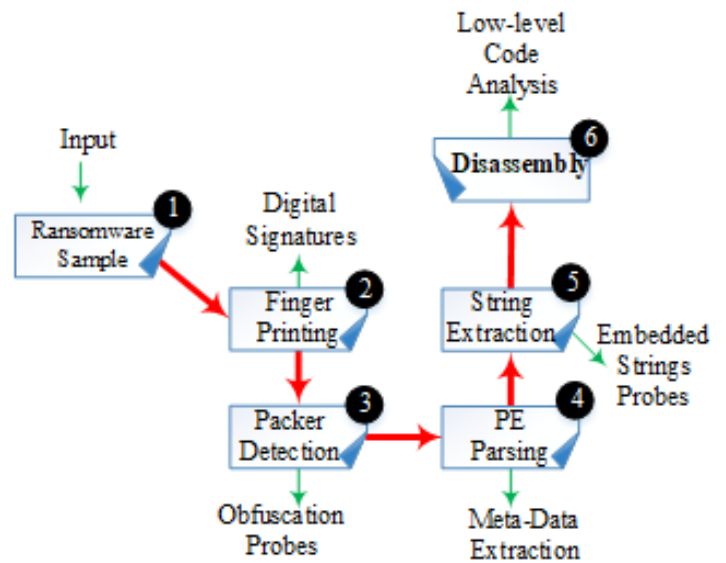 Input
1
Ransomware
Sample
Digital
Signatures
2
Finger
Printing
3
Packer
Detection
Obfuscation
Probes
4
PE
Parsing
Meta-Data
Extraction
5
String
Extraction
Embedded
Strings
Probes
6
Disassembly
Low-level
Code
Analysis